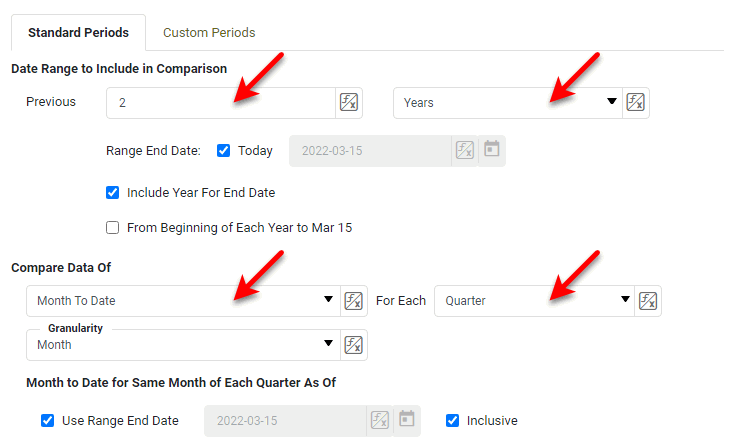 Standard Periods Custom Periods
Date Range to Include in Comparison
Previous 2 Years
Range End Date: Today 2022-03-15
Include Year For End Date
From Beginning of Each Year to Mar 15
Compare Data Of
Month To Date For Each Quarter
Granularity
Month
Month to Date for Same Month of Each Quarter As Of
Use Range End Date 2022-03-15 Inclusive